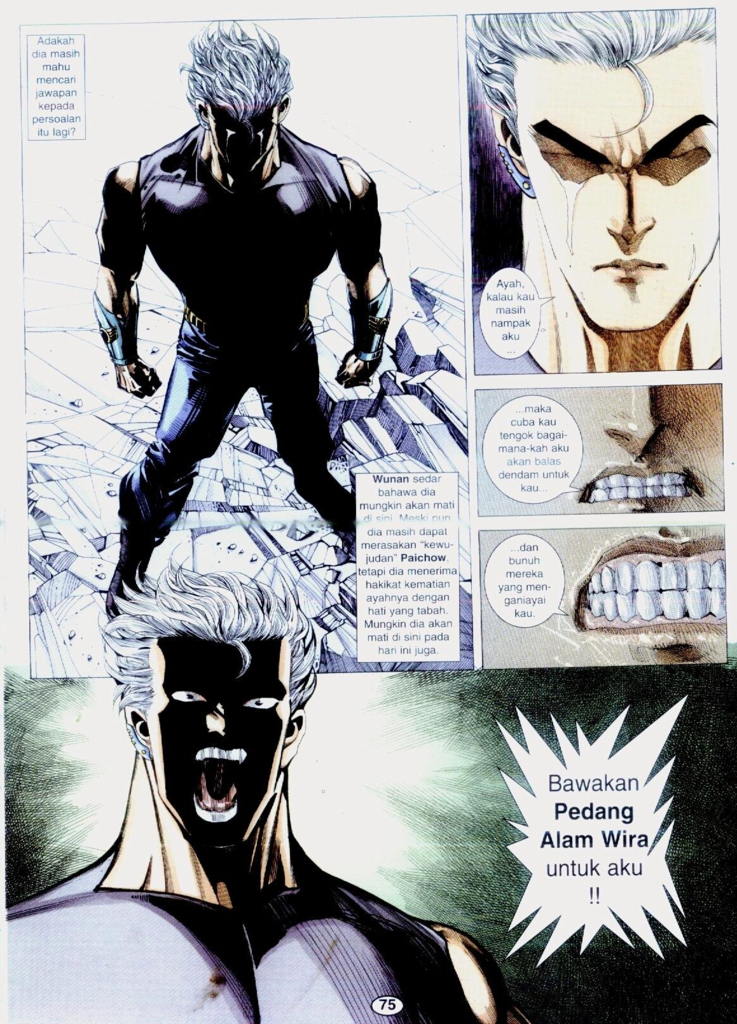 Adakah
dia masih
mahu
mencari
jawapan
kepada
persoalan
itu lagi?
Ayah,
kalau kau
masih
nampak
aku
...
...maka
cuba kau
tengok bagai-
mana-kah aku
akan balas
dendam untuk
kau...
...dan
bunuh
mereka
yang men-
ganiayai
kau.
Wunan sedar
bahawa dia
mungkin akan mati
di sini. Meski pun
dia masih dapat
merasakan "kewu-
judan" Paichow,
tetapi dia menerima
hakikat kematian
ayahnya dengan
hati yang tabah.
Mungkin dia akan
mati di sini pada
hari ini juga.
Bawakan
Pedang
Alam Wira
untuk aku
!!
75